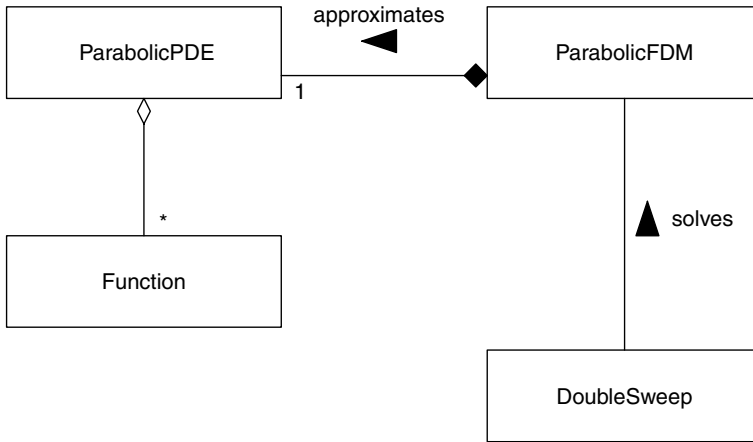 approximates
ParabolicPDE
ParabolicFDM
1
*
solves
Function
DoubleSweep